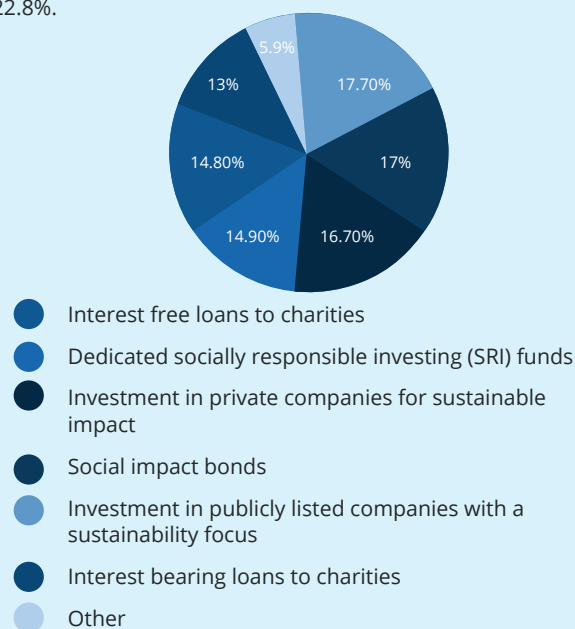 22.8%.
5.9%
17.70%
13%
14.80%
17%
14.90%
16.70%
Interest free loans to charities
Dedicated socially responsible investing (SRI) funds
Investment in private companies for sustainable
impact
Social impact bonds
Investment in publicly listed companies with a
sustainability focus
Interest bearing loans to charities
Other